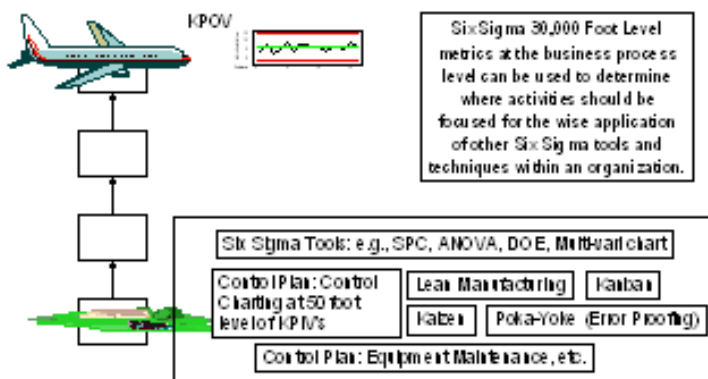 KPOV
Six Sigma 30,000 Foot Level
metrics at the business process
level can be used to determine
where activities should be
focused for the wise application
of other Six Sigma tools and
techniques within an organization.
Six Sigma Tools: e.g., SPC, ANOVA, DOE, Multi-vari chart
Control Plan: Control
Charting at 50 foot
level of KPIV's
Lean Manufacturing
Kanban
Kaizen
Poka-Yoke (Error Proofing)
Control Plan: Equipment Maintenance, etc.